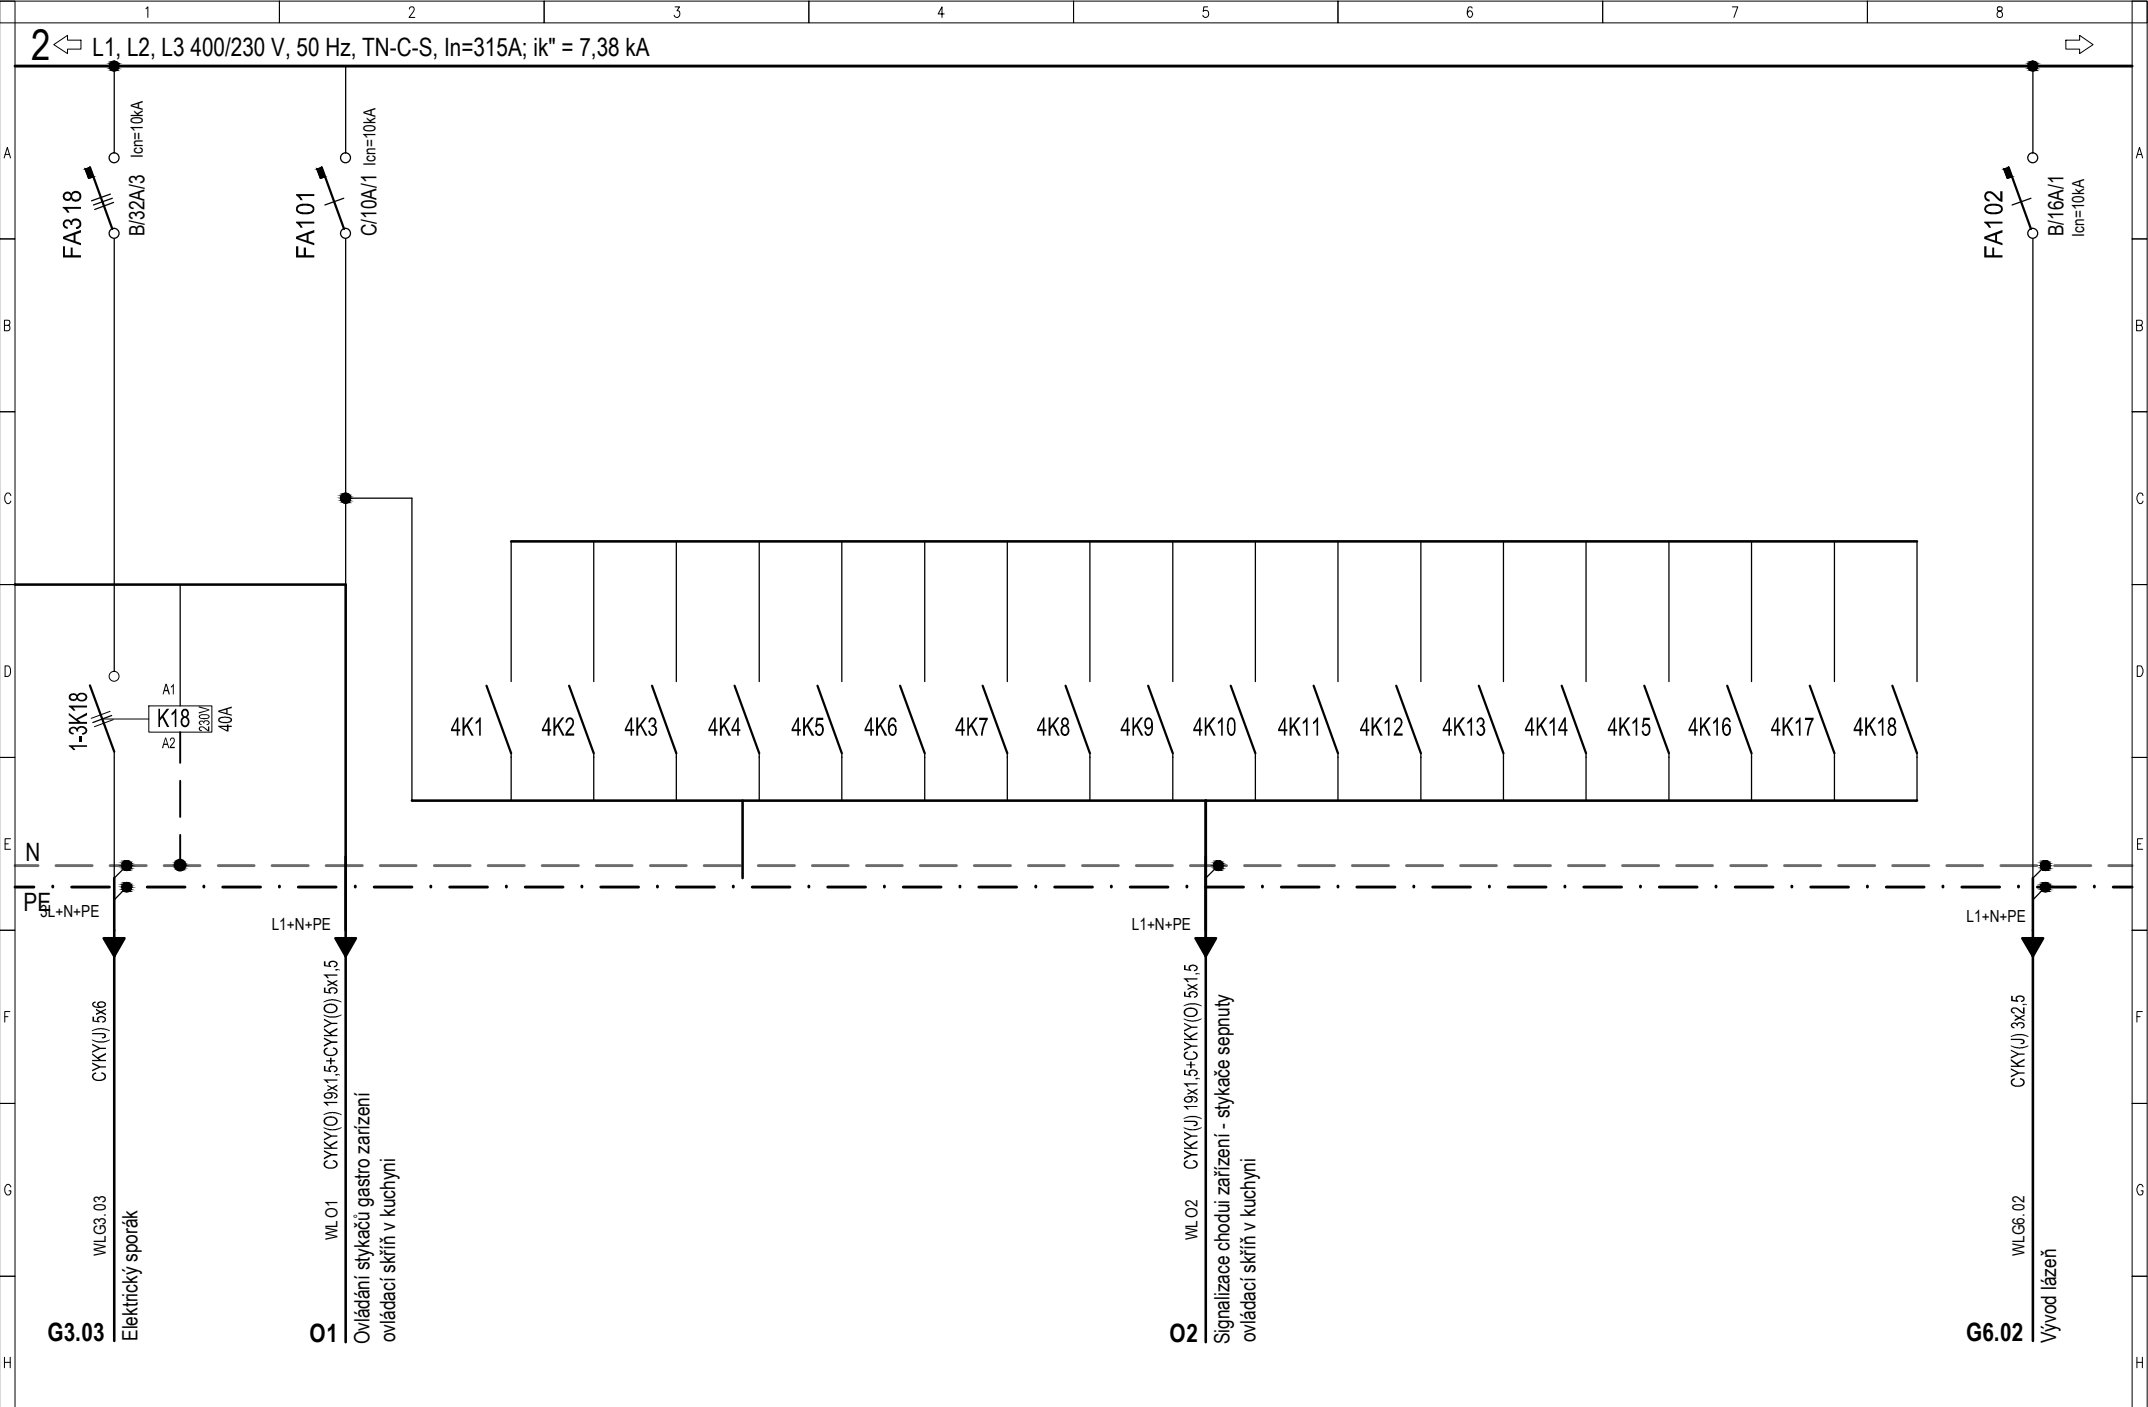 1 2 3 4 5 6 7 8
2 L1, L2, L3 400/230 V, 50 Hz, TN-C-S, In=315A; ik" = 7,38 kA
A
A
B
B
C
C
D
D
E
E
F
F
G
G
H
H
FA318
B/32A/3
Icn=10kA
FA101
C/10A/1 Icn=10kA
FA102
B/16A/1
Icn=10kA
1-3K18
A1
K18
230V
A2
40A
4K1 4K2 4K3 4K4 4K5 4K6 4K7 4K8 4K9 4K10 4K11 4K12 4K13 4K14 4K15 4K16 4K17 4K18
N
PE
3L+N+PE
L1+N+PE
L1+N+PE
L1+N+PE
WLG3.03 CYKY(J) 5x6
Elektrický sporák
G3.03
WLO1 CYKY(O) 19x1,5+CYKY(O) 5x1,5
Ovládání stykačů gastro zařízení
ovládací skříň v kuchyni
O1
WLO2 CYKY(J) 19x1,5+CYKY(O) 5x1,5
Signalizace chodui zařízení - stykače sepnuty
ovládací skříň v kuchyni
O2
WLG6.02 CYKY(J) 3x2,5
Vývod lázeň
G6.02